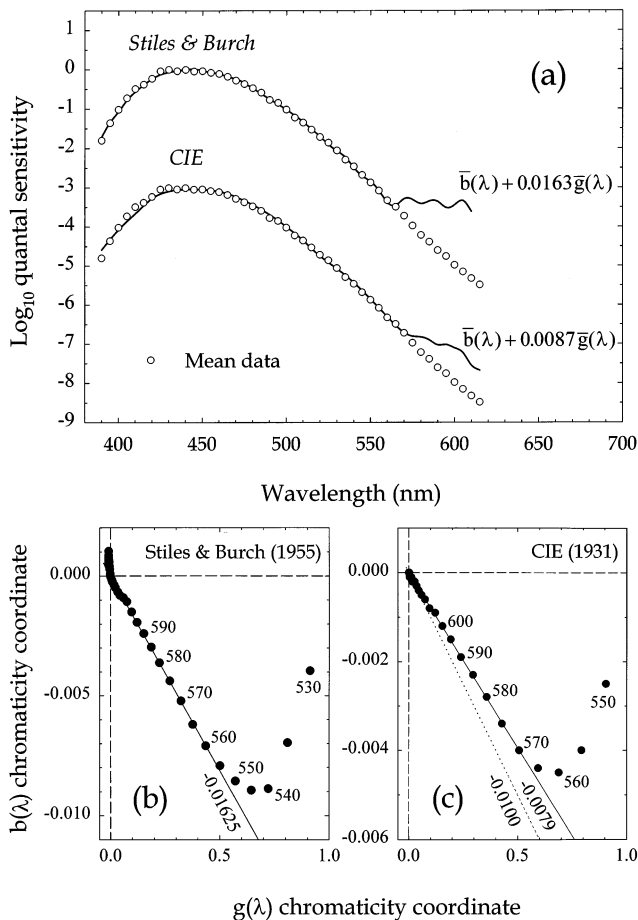 Stiles & Burch
(a)
CIE
b̅(λ) + 0.0163g̅(λ)
b̅(λ) + 0.0087g̅(λ)
Mean data
Log10 quantal sensitivity
1
0
-1
-2
-3
-4
-5
-6
-7
-8
-9
400 450 500 550 600 650 700
Wavelength (nm)
Stiles & Burch (1955)
0.000
-0.005
-0.010
590
580
570
560
550
540
530
-0.01625
(b)
0.0 0.5 1.0
b(λ) chromaticity coordinate
CIE (1931)
0.000
-0.002
-0.004
-0.006
600
590
580
570
560
550
-0.0100
-0.0079
(c)
0.0 0.5 1.0
g(λ) chromaticity coordinate